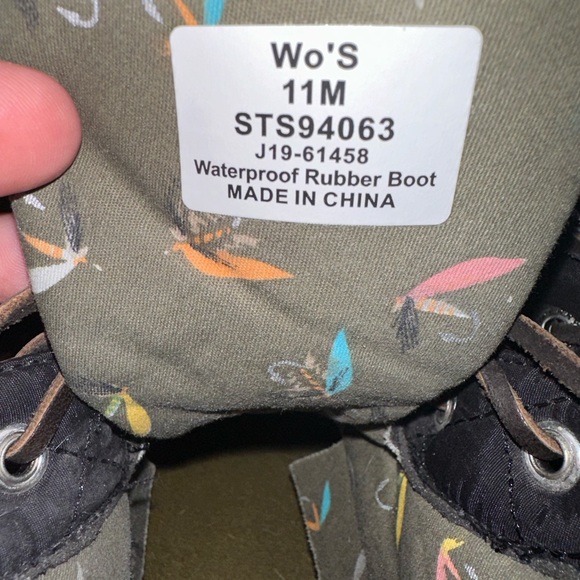 Wo'S
11M
STS94063
J19-61458
Waterproof Rubber Boot
MADE IN CHINA